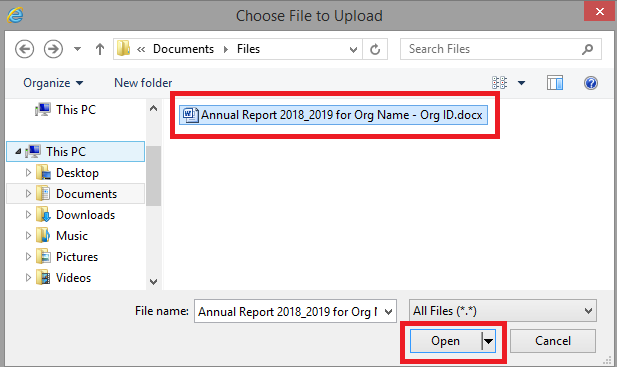 Choose File to Upload
Documents Files
Search Files
Organize New folder
This PC
Annual Report 2018_2019 for Org Name - Org ID.docx
This PC
Desktop
Documents
Downloads
Music
Pictures
Videos
File name: Annual Report 2018_2019 for Org N All Files (*.*)
Open Cancel